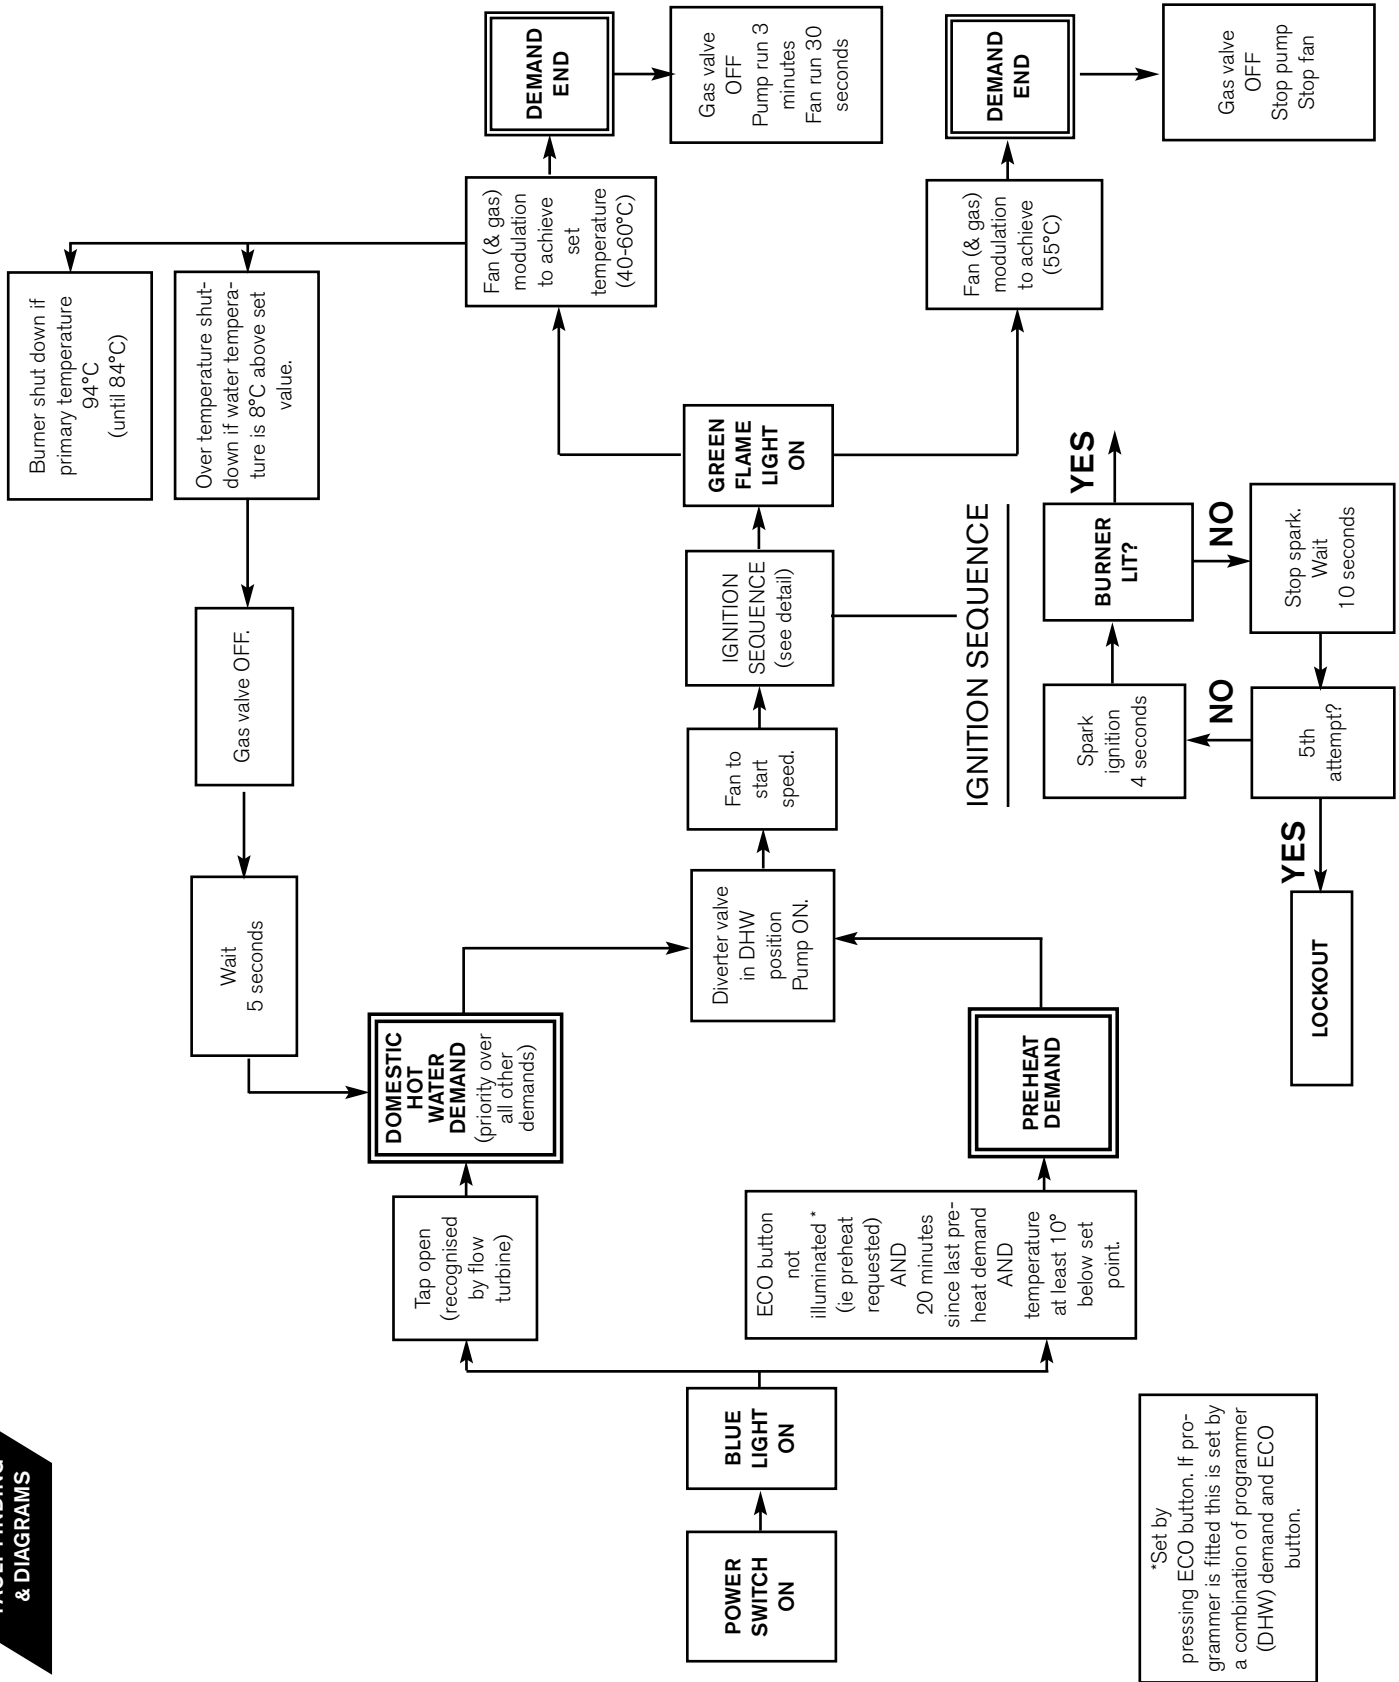 & DIAGRAMS
POWER
SWITCH
ON
BLUE
LIGHT
ON
Tap open
(recognised
by flow
turbine)
DOMESTIC
HOT
WATER
DEMAND
(priority over
all other
demands)
Wait
5 seconds
Gas valve OFF.
Over temperature shut-
down if water tempera-
ture is 8°C above set
value.
Burner shut down if
primary temperature
94°C
(until 84°C)
ECO button
not
illuminated *
(ie preheat
requested)
AND
20 minutes
since last pre-
heat demand
AND
temperature
at least 10°
below set
point.
PREHEAT
DEMAND
Diverter valve
in DHW
position
Pump ON.
Fan to
start
speed.
IGNITION
SEQUENCE
(see detail)
GREEN
FLAME
LIGHT
ON
Fan (& gas)
modulation
to achieve
set
temperature
(40-60°C)
DEMAND
END
Gas valve
OFF
Pump run 3
minutes
Fan run 30
seconds
Fan (& gas)
modulation
to achieve
(55°C)
DEMAND
END
Gas valve
OFF
Stop pump
Stop fan
IGNITION SEQUENCE
Spark
ignition
4 seconds
BURNER
LIT?
YES
NO
Stop spark.
Wait
10 seconds
5th
attempt?
NO
YES
LOCKOUT
*Set by
pressing ECO button. If pro-
grammer is fitted this is set by
a combination of programmer
(DHW) demand and ECO
button.